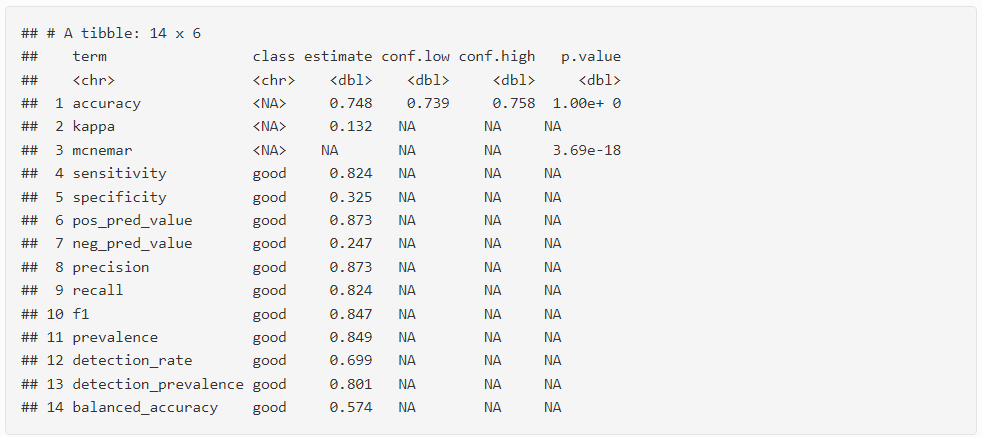 ## # A tibble: 14 x 6
##    term                 class estimate conf.low conf.high   p.value
##    <chr>                <chr>    <dbl>    <dbl>     <dbl>     <dbl>
##  1 accuracy             <NA>     0.748    0.739     0.758  1.00e+ 0
##  2 kappa                <NA>     0.132   NA        NA     NA
##  3 mcnemar              <NA>    NA       NA        NA      3.69e-18
##  4 sensitivity          good     0.824   NA        NA     NA
##  5 specificity          good     0.325   NA        NA     NA
##  6 pos_pred_value       good     0.873   NA        NA     NA
##  7 neg_pred_value       good     0.247   NA        NA     NA
##  8 precision            good     0.873   NA        NA     NA
##  9 recall               good     0.824   NA        NA     NA
## 10 f1                   good     0.847   NA        NA     NA
## 11 prevalence           good     0.849   NA        NA     NA
## 12 detection_rate       good     0.699   NA        NA     NA
## 13 detection_prevalence good     0.801   NA        NA     NA
## 14 balanced_accuracy    good     0.574   NA        NA     NA